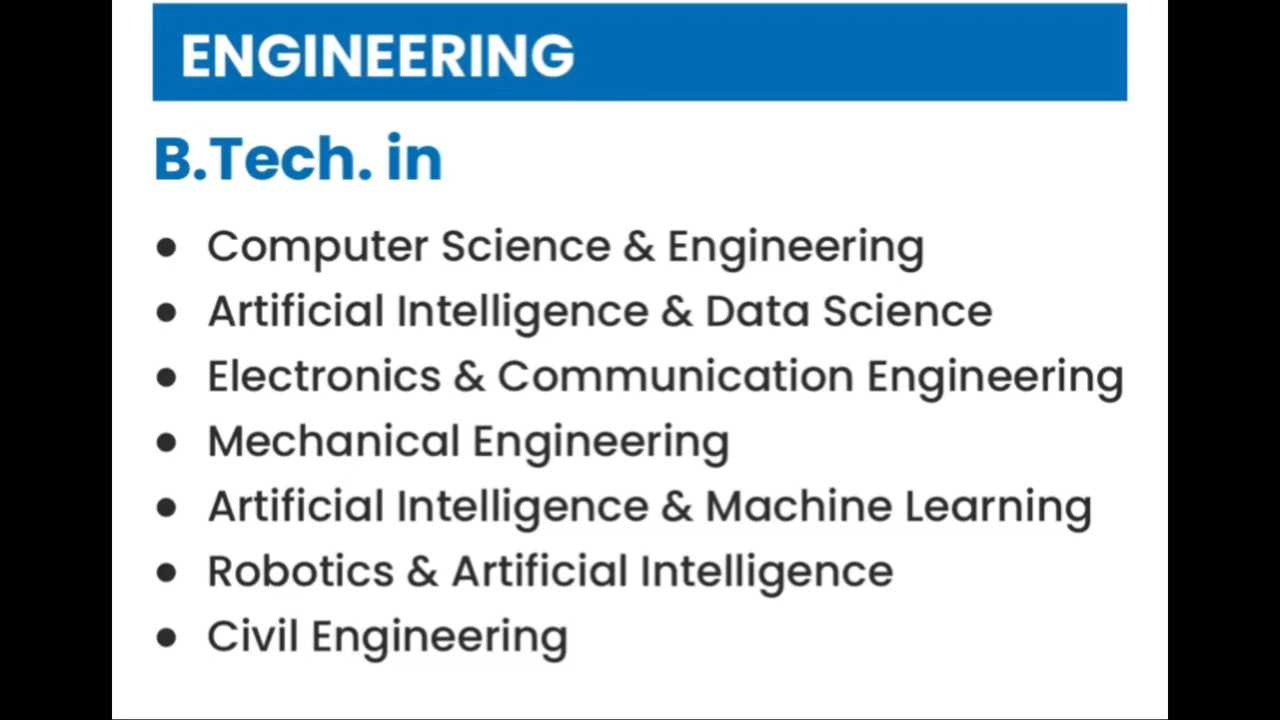 ENGINEERING
B.Tech. in
● Computer Science & Engineering
● Artificial Intelligence & Data Science
● Electronics & Communication Engineering
● Mechanical Engineering
● Artificial Intelligence & Machine Learning
● Robotics & Artificial Intelligence
● Civil Engineering